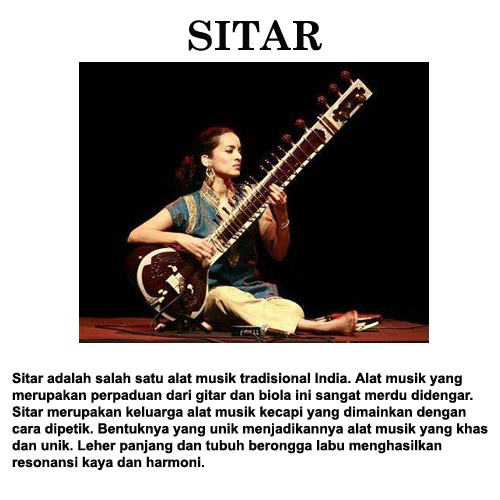 SITAR
Sitar adalah salah satu alat musik tradisional India. Alat musik yang
merupakan perpaduan dari gitar dan biola ini sangat merdu didengar.
Sitar merupakan keluarga alat musik kecapi yang dimainkan dengan
cara dipetik. Bentuknya yang unik menjadikannya alat musik yang khas
dan unik. Leher panjang dan tubuh berongga labu menghasilkan
resonansi kaya dan harmoni.